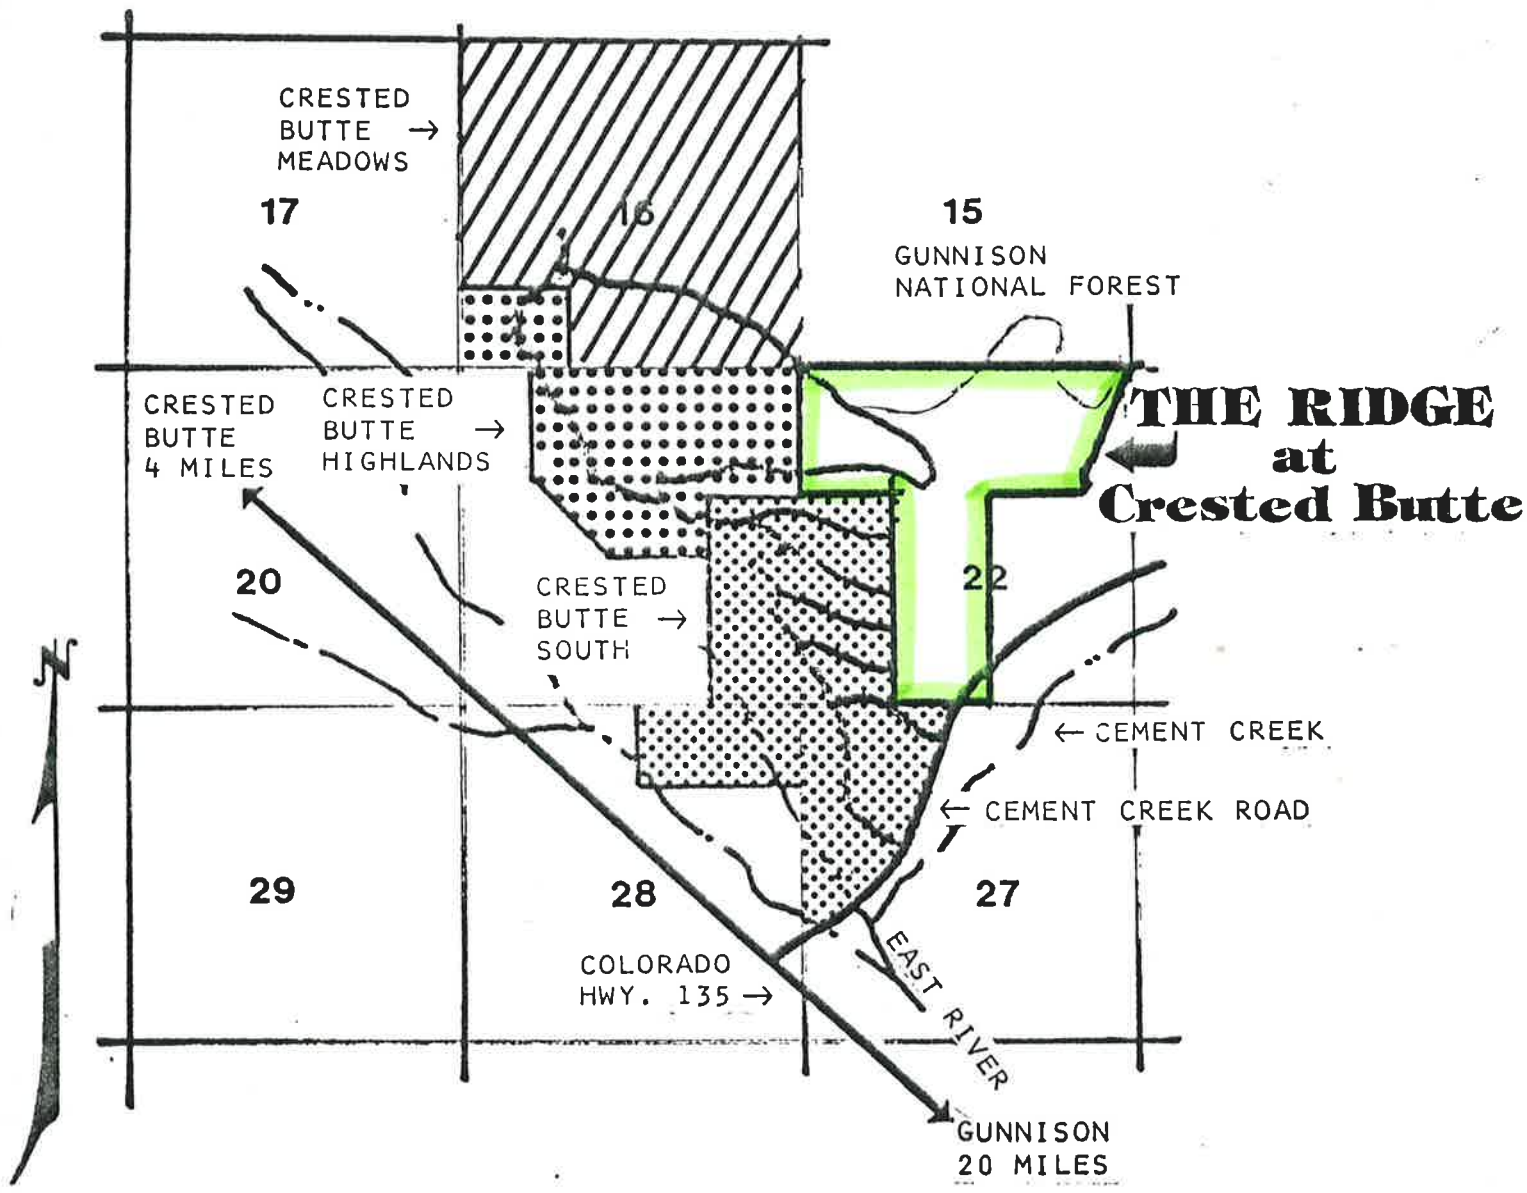 CRESTED
BUTTE →
MEADOWS
17
16
15
GUNNISON
NATIONAL FOREST
CRESTED
BUTTE
4 MILES
CRESTED
BUTTE →
HIGHLANDS
THE RIDGE
at
Crested Butte
20
CRESTED
BUTTE →
SOUTH
22
N
← CEMENT CREEK
← CEMENT CREEK ROAD
29
28
27
COLORADO
HWY. 135 →
EAST RIVER
GUNNISON
20 MILES